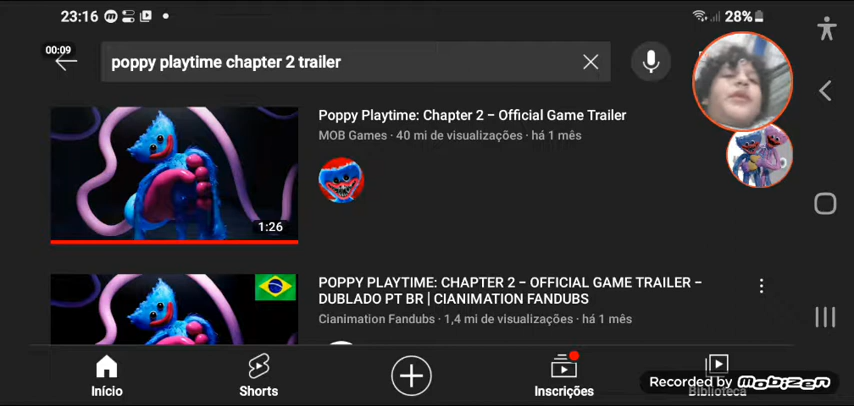 23:16
28%
00:09
poppy playtime chapter 2 trailer
Poppy Playtime: Chapter 2 – Official Game Trailer
MOB Games · 40 mi de visualizações · há 1 mês
1:26
POPPY PLAYTIME: CHAPTER 2 – OFFICIAL GAME TRAILER –
DUBLADO PT BR | CIANIMATION FANDUBS
Cianimation Fandubs · 1,4 mi de visualizações · há 1 mês
Início
Shorts
Inscrições
Biblioteca
Recorded by mobizen